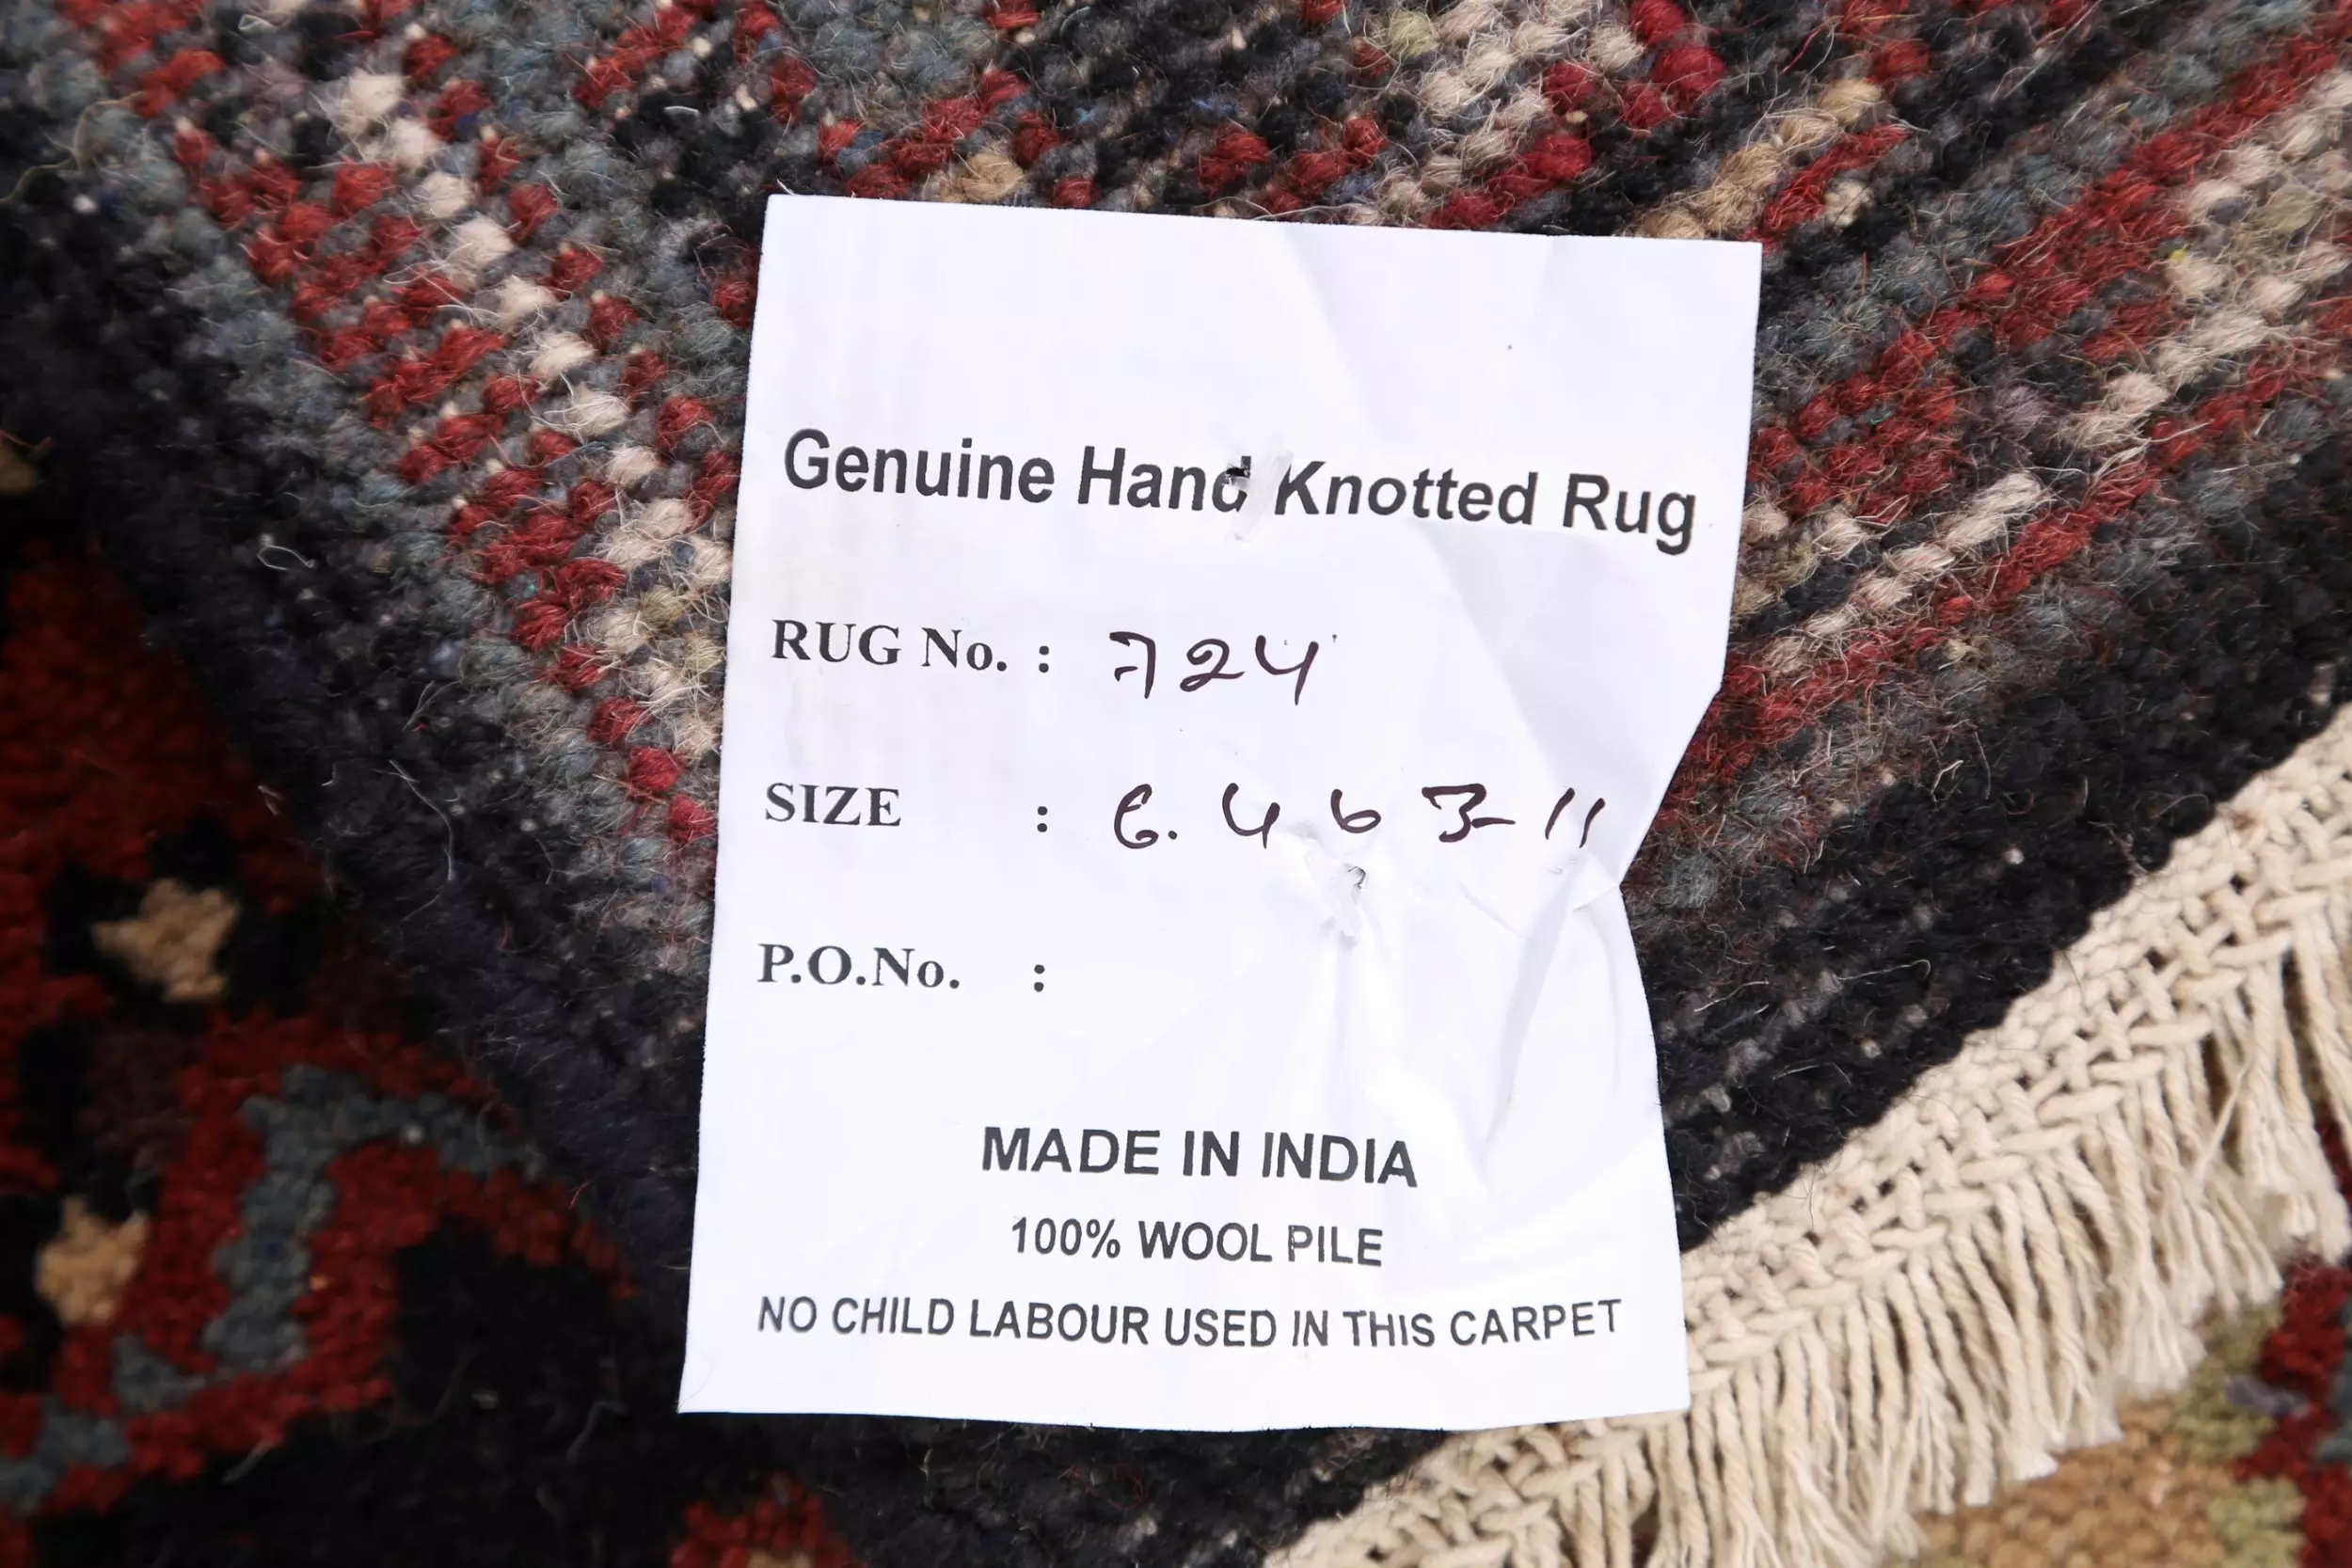 Genuine Hand Knotted Rug
RUG No. : 724
SIZE : 6.4 b 3-11
P.O.No. :
MADE IN INDIA
100% WOOL PILE
NO CHILD LABOUR USED IN THIS CARPET